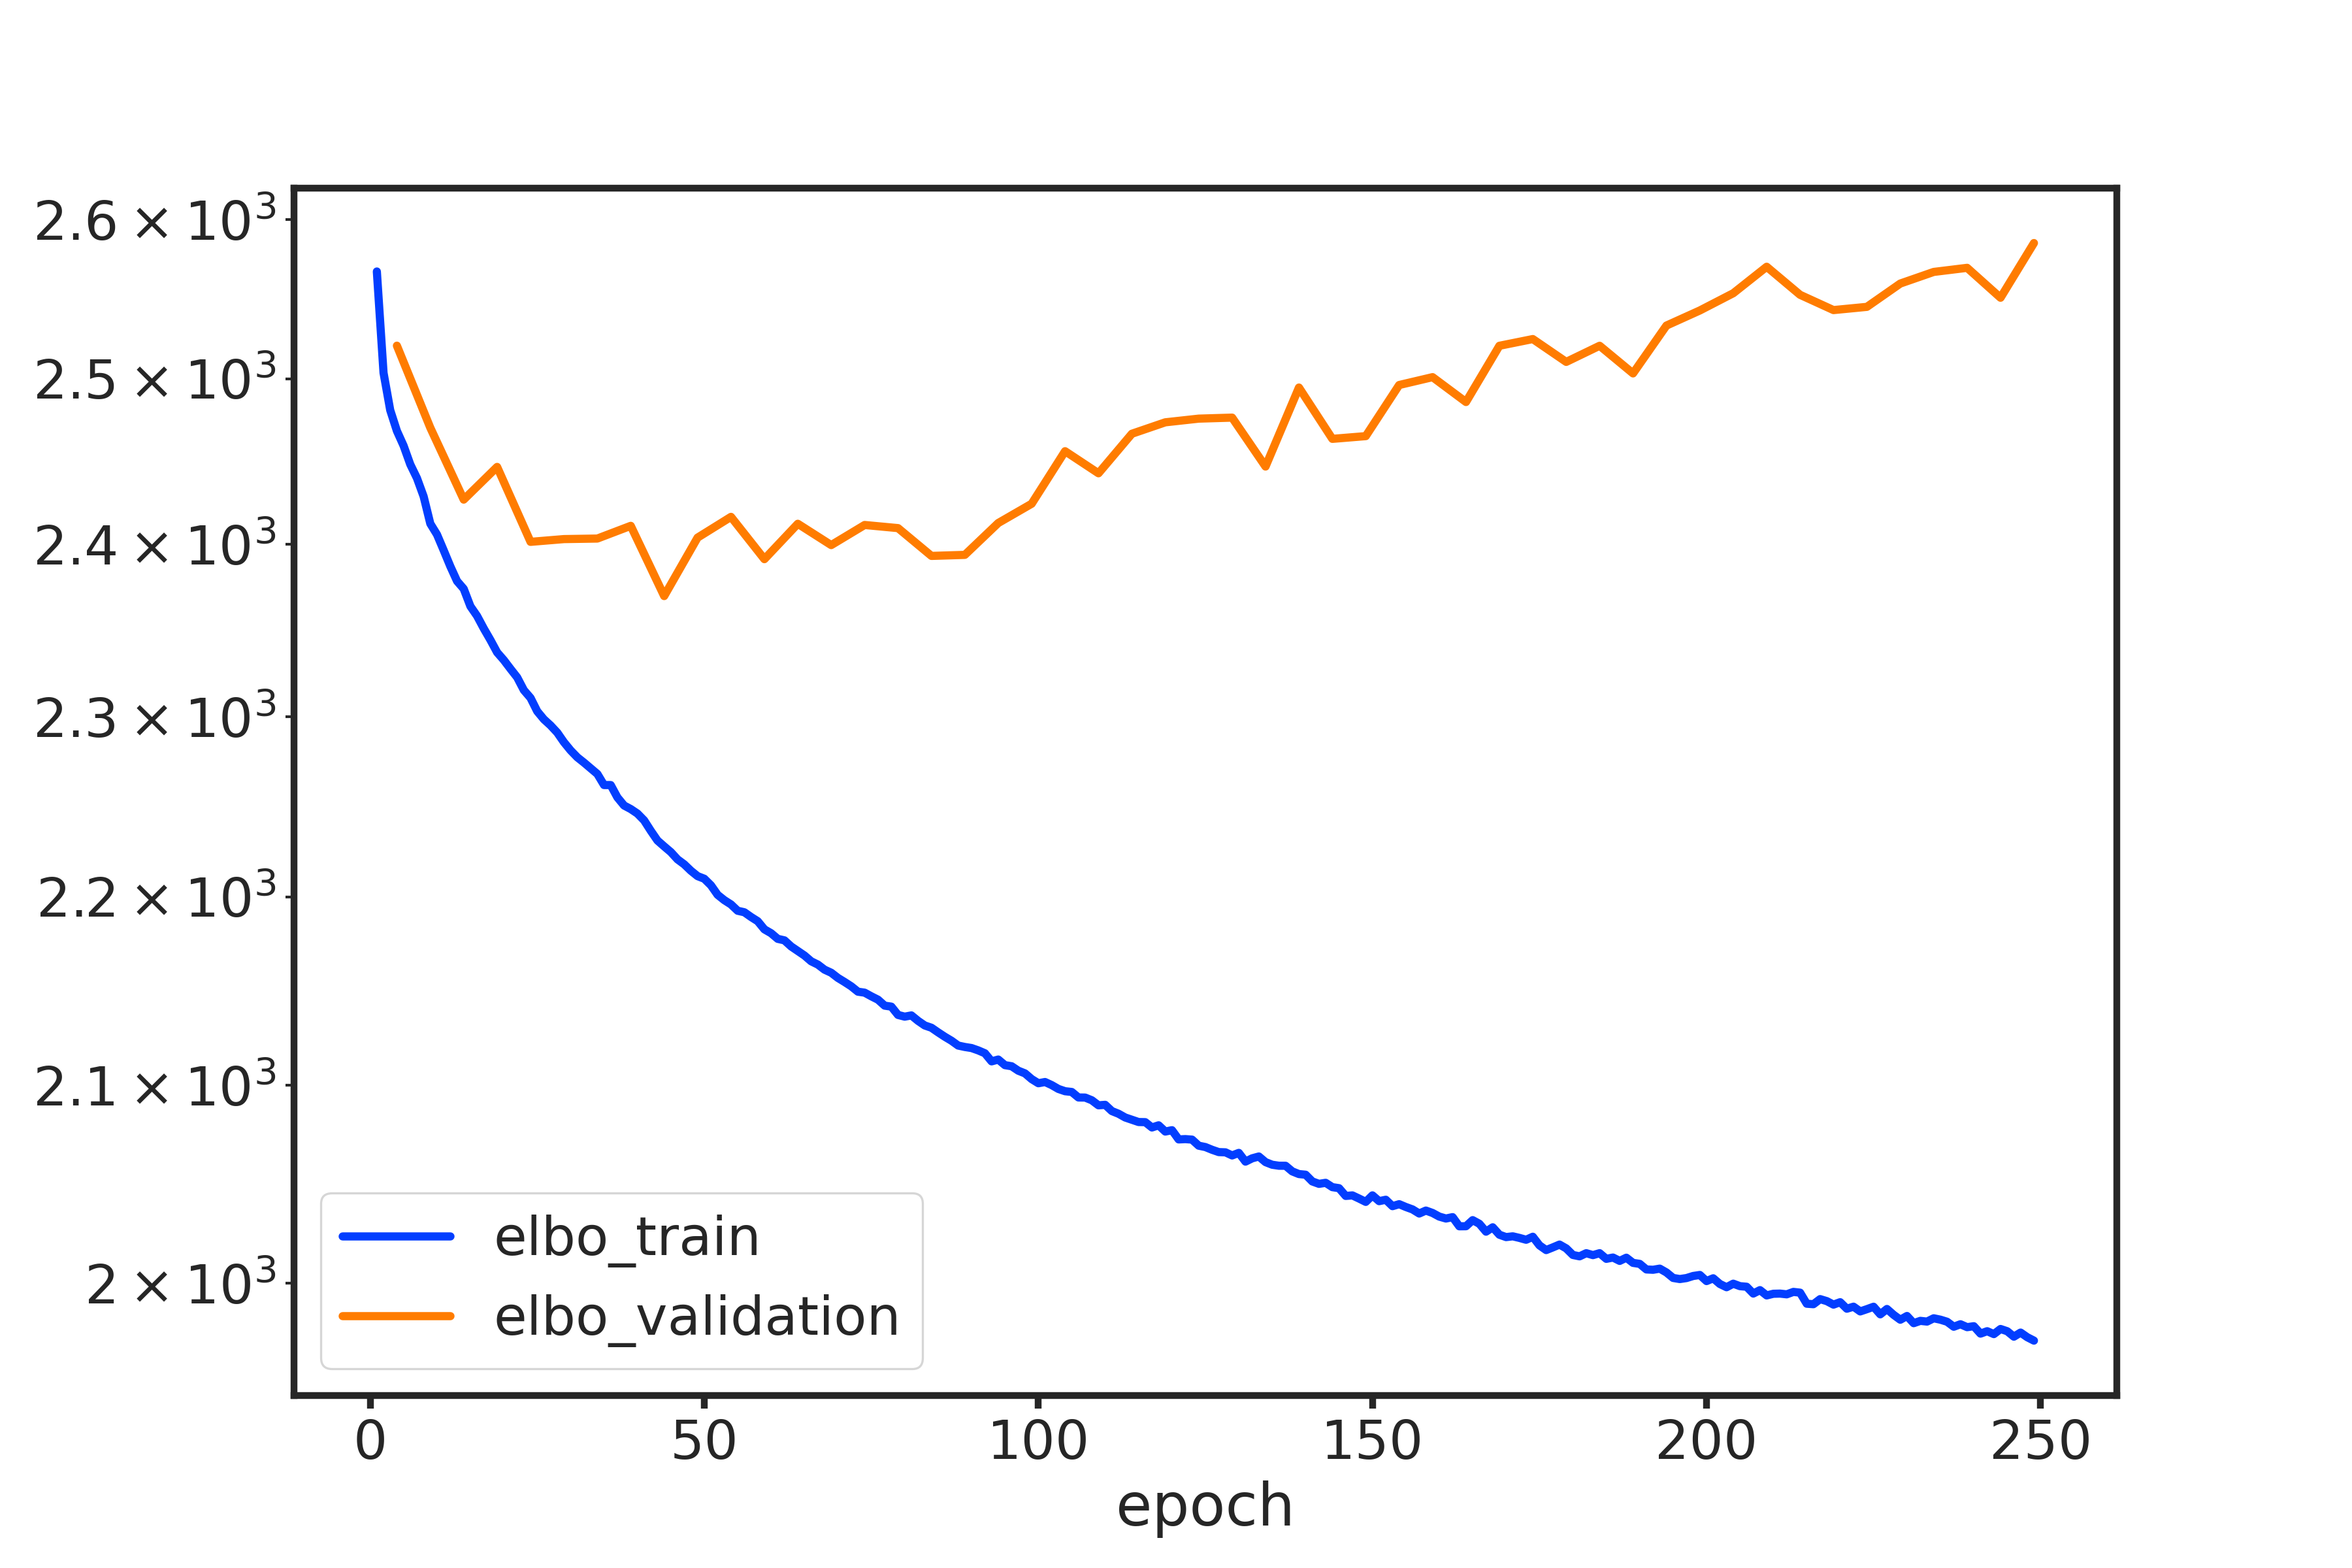 2.6 × 10³
2.5 × 10³
2.4 × 10³
2.3 × 10³
2.2 × 10³
2.1 × 10³
2 × 10³
elbo_train
elbo_validation
0 50 100 150 200 250
epoch